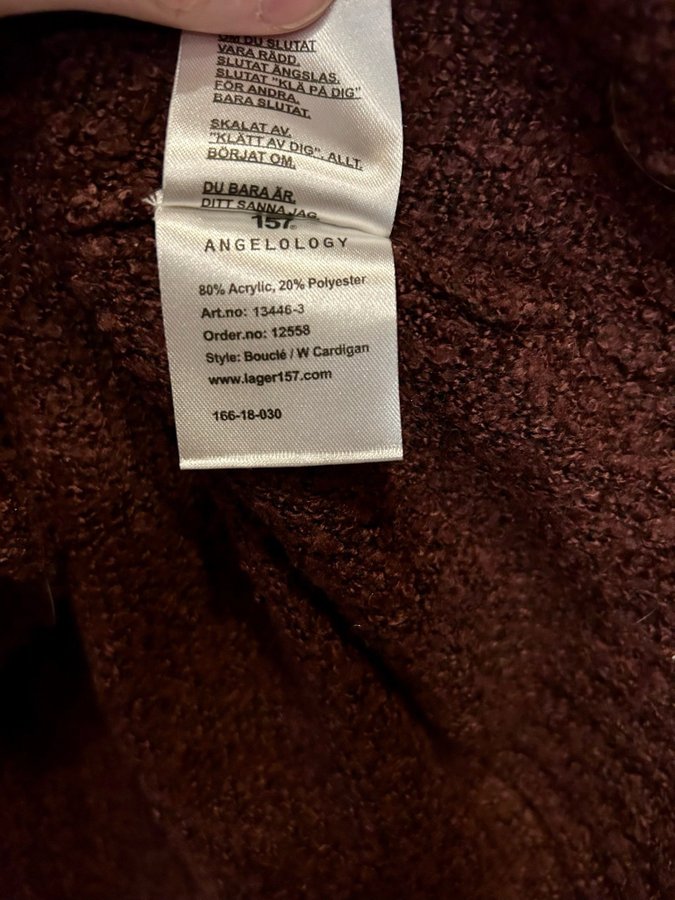 OM DU SLUTAT
VARA RÄDD.
SLUTAT ÄNGSLAS.
SLUTAT "KLÄ PÅ DIG"
FÖR ANDRA.
BARA SLUTAT.
SKALAT AV.
"KLÄTT AV DIG". ALLT.
BÖRJAT OM.
DU BARA ÄR.
DITT SANNA JAG.
157
ANGELOLOGY
80% Acrylic, 20% Polyester
Art.no: 13446-3
Order.no: 12558
Style: Bouclé / W Cardigan
www.lager157.com
166-18-030